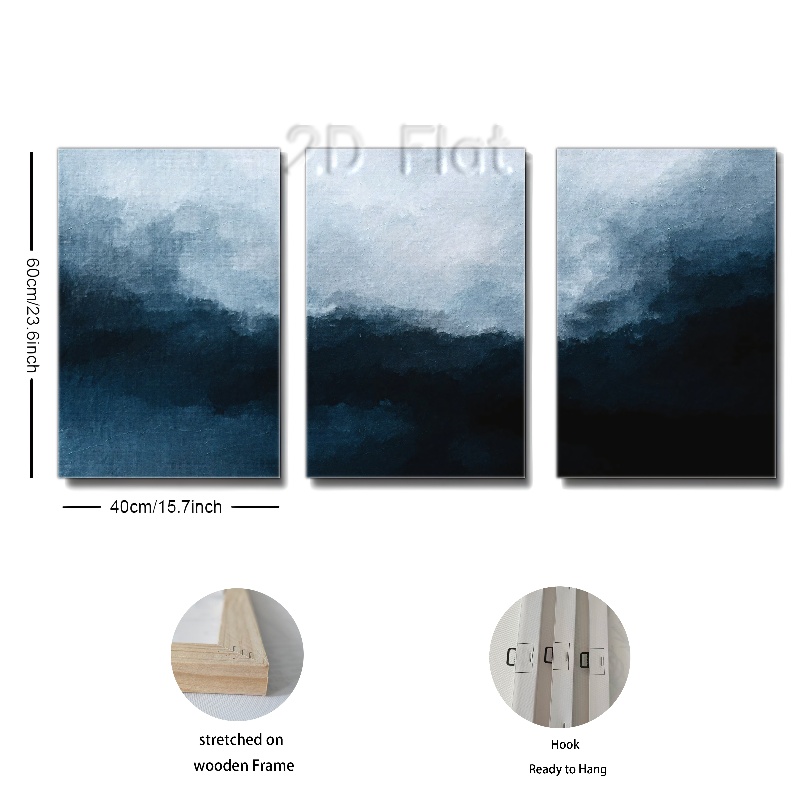 2D Flat
60cm/23.6inch
40cm/15.7inch
stretched on
wooden Frame
Hook
Ready to Hang